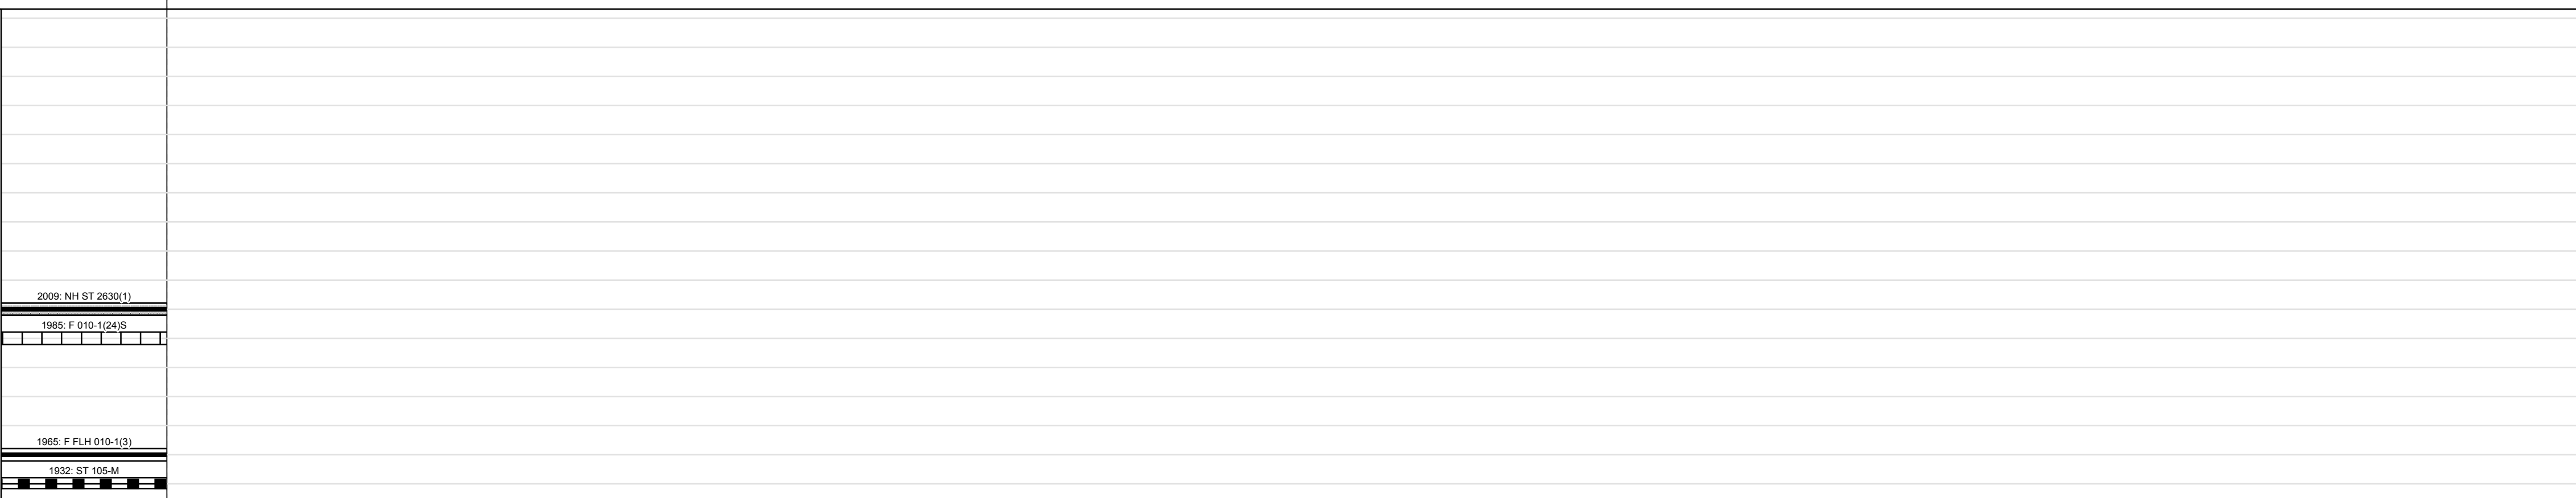 2009: NH ST 2630(1)
1985: F 010-1(24)S
1965: F FLH 010-1(3)
1932: ST 105-M